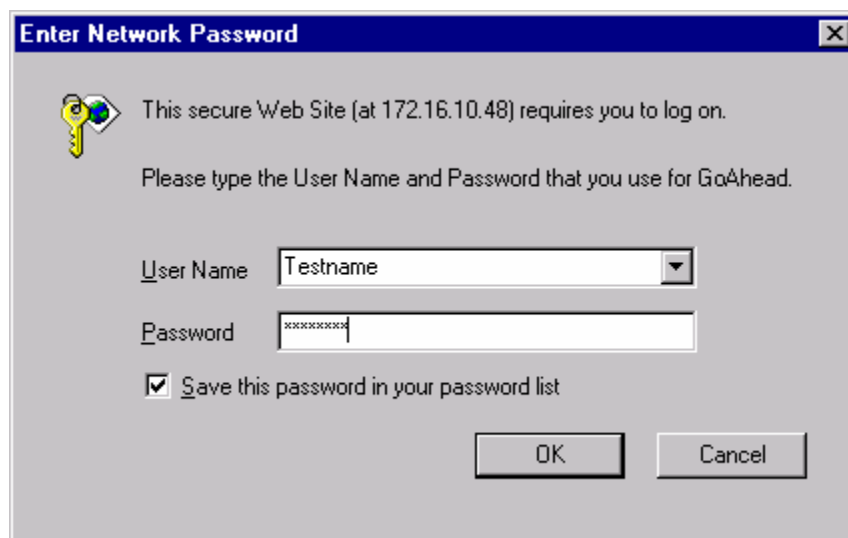 Enter Network Password
This secure Web Site (at 172.16.10.48) requires you to log on.
Please type the User Name and Password that you use for GoAhead.
User Name Testname
Password ********
Save this password in your password list
OK Cancel